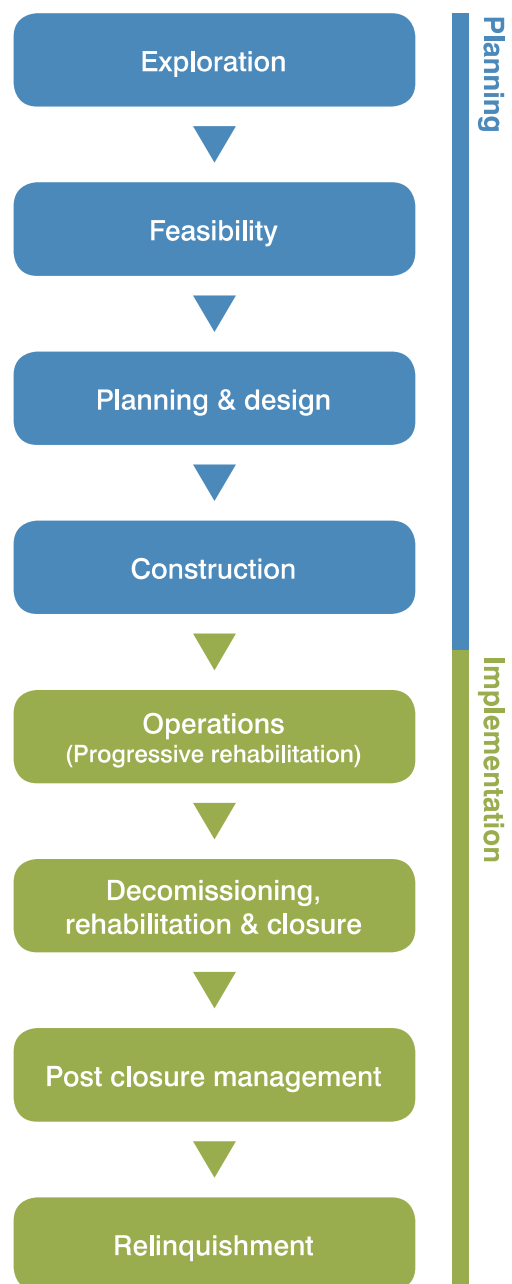 Exploration
Planning
Feasibility
Planning & design
Construction
Implementation
Operations
(Progressive rehabilitation)
Decomissioning,
rehabilitation & closure
Post closure management
Relinquishment